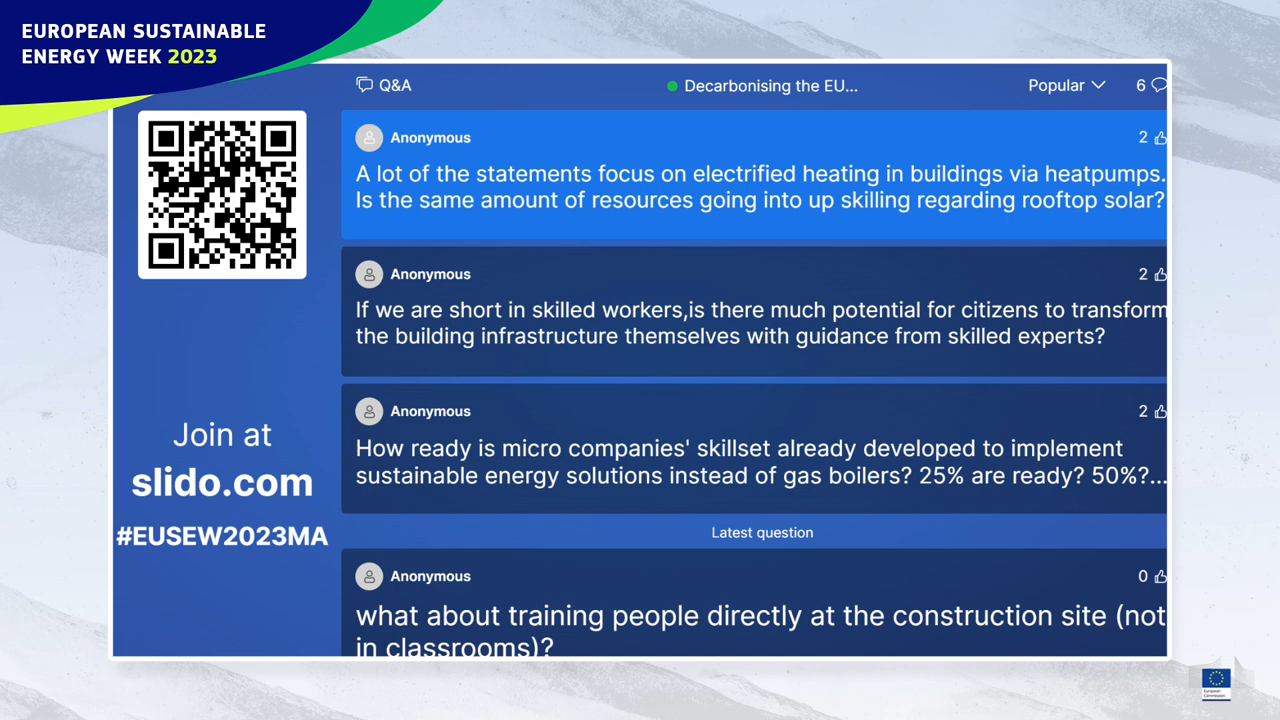 EUROPEAN SUSTAINABLE
ENERGY WEEK 2023
Q&A
Decarbonising the EU...
Popular
6
Anonymous
2
A lot of the statements focus on electrified heating in buildings via heatpumps.
Is the same amount of resources going into up skilling regarding rooftop solar?
Anonymous
2
If we are short in skilled workers,is there much potential for citizens to transform
the building infrastructure themselves with guidance from skilled experts?
Anonymous
2
How ready is micro companies' skillset already developed to implement
sustainable energy solutions instead of gas boilers? 25% are ready? 50%?...
Join at
slido.com
#EUSEW2023MA
Latest question
Anonymous
0
what about training people directly at the construction site (not
in classrooms)?
European
Commission